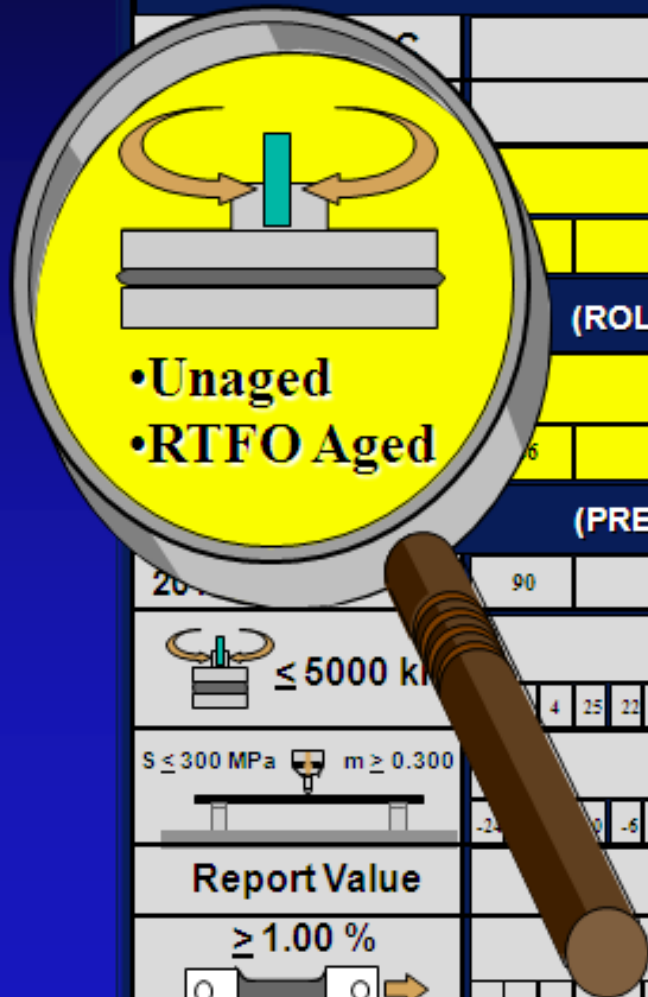 (ROL
•Unaged
•RTFO Aged
(PRE
90
≤ 5000
4 25 22
S ≤ 300 MPa m ≥ 0.300
-6
Report Value
≥ 1.00 %